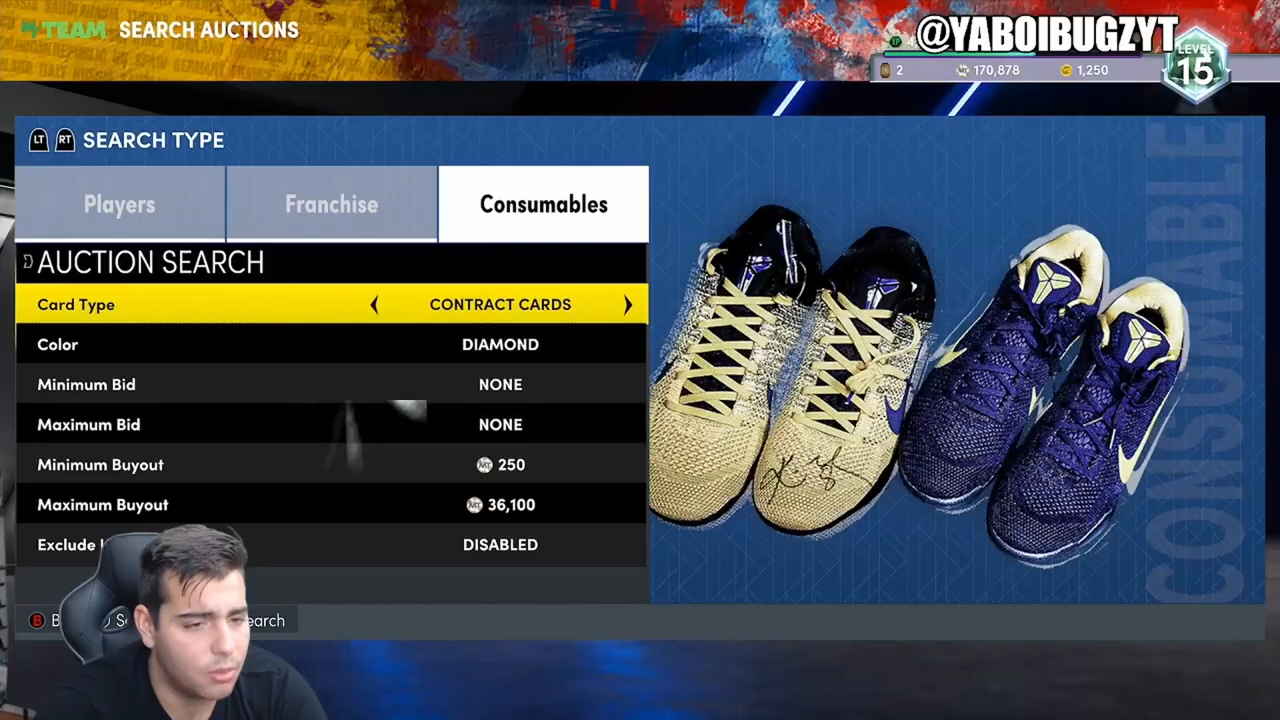 TEAM SEARCH AUCTIONS
@YABOIBUGZYT
2 170,878 1,250
LEVEL
15
LT RT SEARCH TYPE
Players Franchise Consumables
AUCTION SEARCH
Card Type CONTRACT CARDS
Color DIAMOND
Minimum Bid NONE
Maximum Bid NONE
Minimum Buyout MT 250
Maximum Buyout MT 36,100
Exclude DISABLED
B
CONSUMABLE